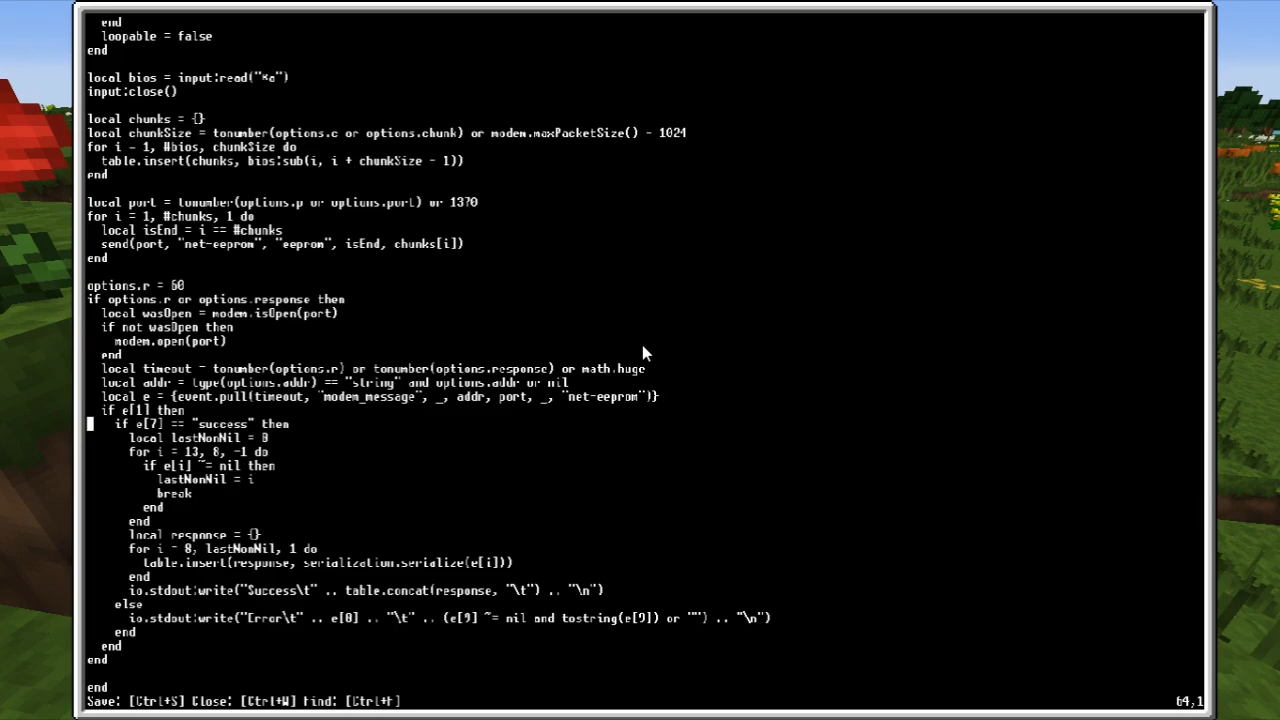 end
  loopable = false
end

local bios = input:read("*a")
input:close()

local chunks = {}
local chunkSize = tonumber(options.c or options.chunk) or modem.maxPacketSize() - 1024
for i = 1, #bios, chunkSize do
  table.insert(chunks, bios:sub(i, i + chunkSize - 1))
end

local port = tonumber(options.p or options.port) or 1370
for i = 1, #chunks, 1 do
  local isEnd = i == #chunks
  send(port, "net-eeprom", "eeprom", isEnd, chunks[i])
end

options.r = 60
if options.r or options.response then
  local wasOpen = modem.isOpen(port)
  if not wasOpen then
    modem.open(port)
  end
  local timeout = tonumber(options.r) or tonumber(options.response) or math.huge
  local addr = type(options.addr) == "string" and options.addr or nil
  local e = {event.pull(timeout, "modem_message", _, addr, port, _, "net-eeprom")}
  if e[1] then
    if e[7] == "success" then
      local lastNonNil = 0
      for i = 13, 8, -1 do
        if e[i] ~= nil then
          lastNonNil = i
          break
        end
      end
      local response = {}
      for i = 8, lastNonNil, 1 do
        table.insert(response, serialization.serialize(e[i]))
      end
      io.stdout:write("Success\t" .. table.concat(response, "\t") .. "\n")
    else
      io.stdout:write("Error\t" .. e[8] .. "\t" .. (e[9] ~= nil and tostring(e[9]) or "") .. "\n")
    end
  end
end

end
Save: [Ctrl+S] Close: [Ctrl+W] Find: [Ctrl+F] 64,1